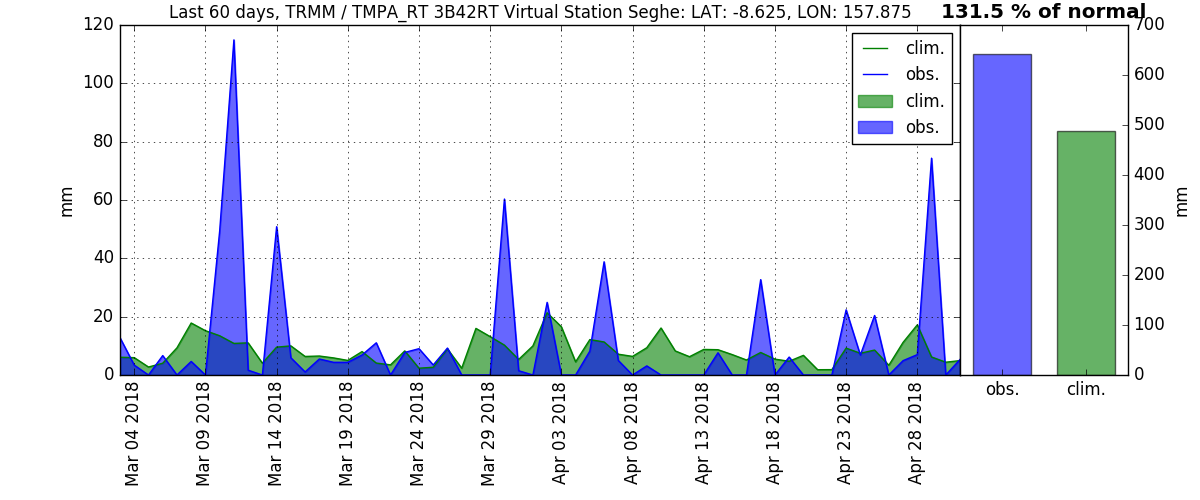 Last 60 days, TRMM / TMPA_RT 3B42RT Virtual Station Seghe: LAT: -8.625, LON: 157.875
131.5 % of normal
120
100
80
60
40
20
0
mm
clim.
obs.
clim.
obs.
700
600
500
400
300
200
100
0
mm
Mar 04 2018
Mar 09 2018
Mar 14 2018
Mar 19 2018
Mar 24 2018
Mar 29 2018
Apr 03 2018
Apr 08 2018
Apr 13 2018
Apr 18 2018
Apr 23 2018
Apr 28 2018
obs.
clim.